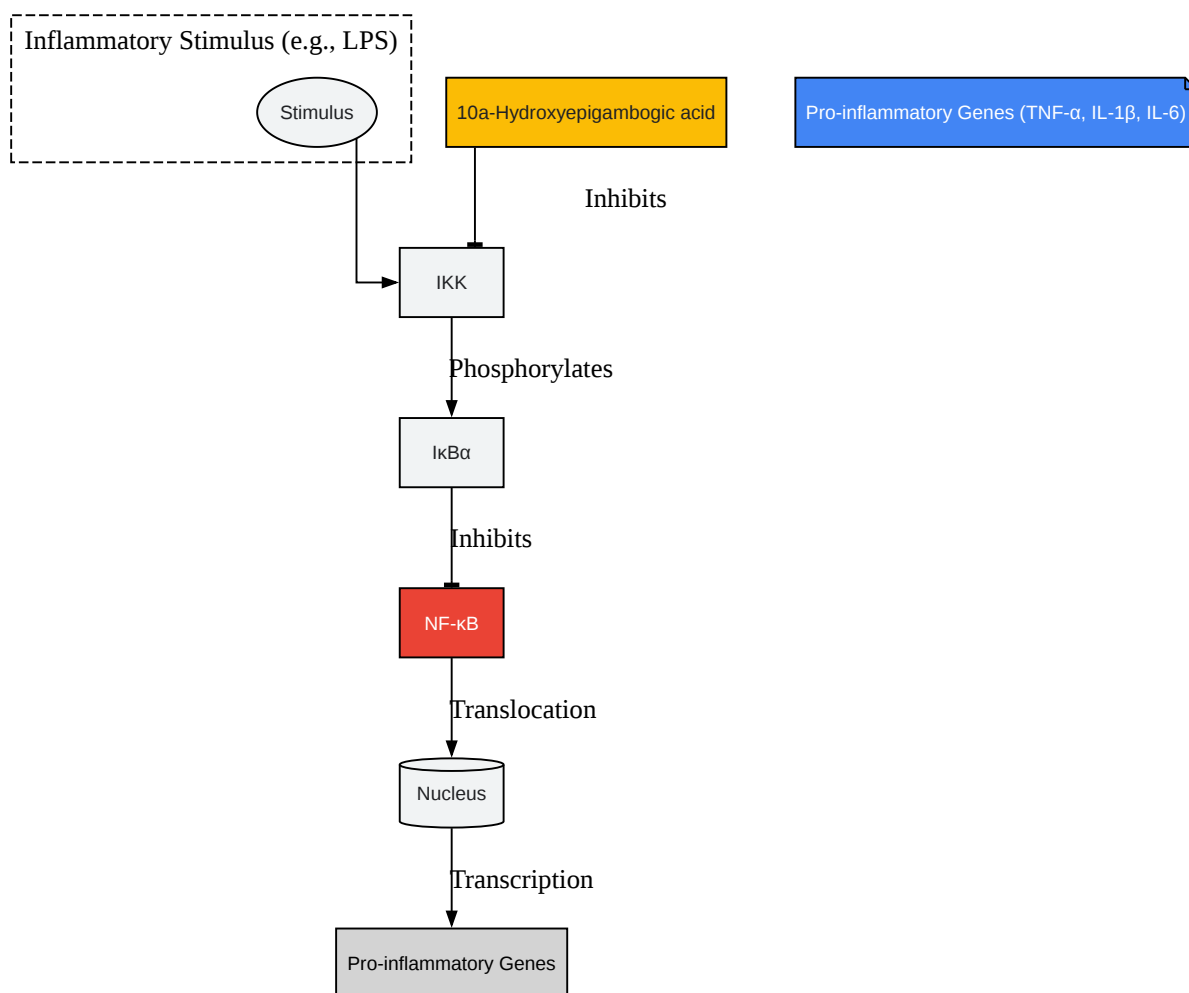 Inflammatory Stimulus (e.g., LPS)
Stimulus
10a-Hydroxyepigambogic acid
Pro-inflammatory Genes (TNF-α, IL-1β, IL-6)
Inhibits
IKK
Phosphorylates
IκBα
Inhibits
NF-κB
Translocation
Nucleus
Transcription
Pro-inflammatory Genes